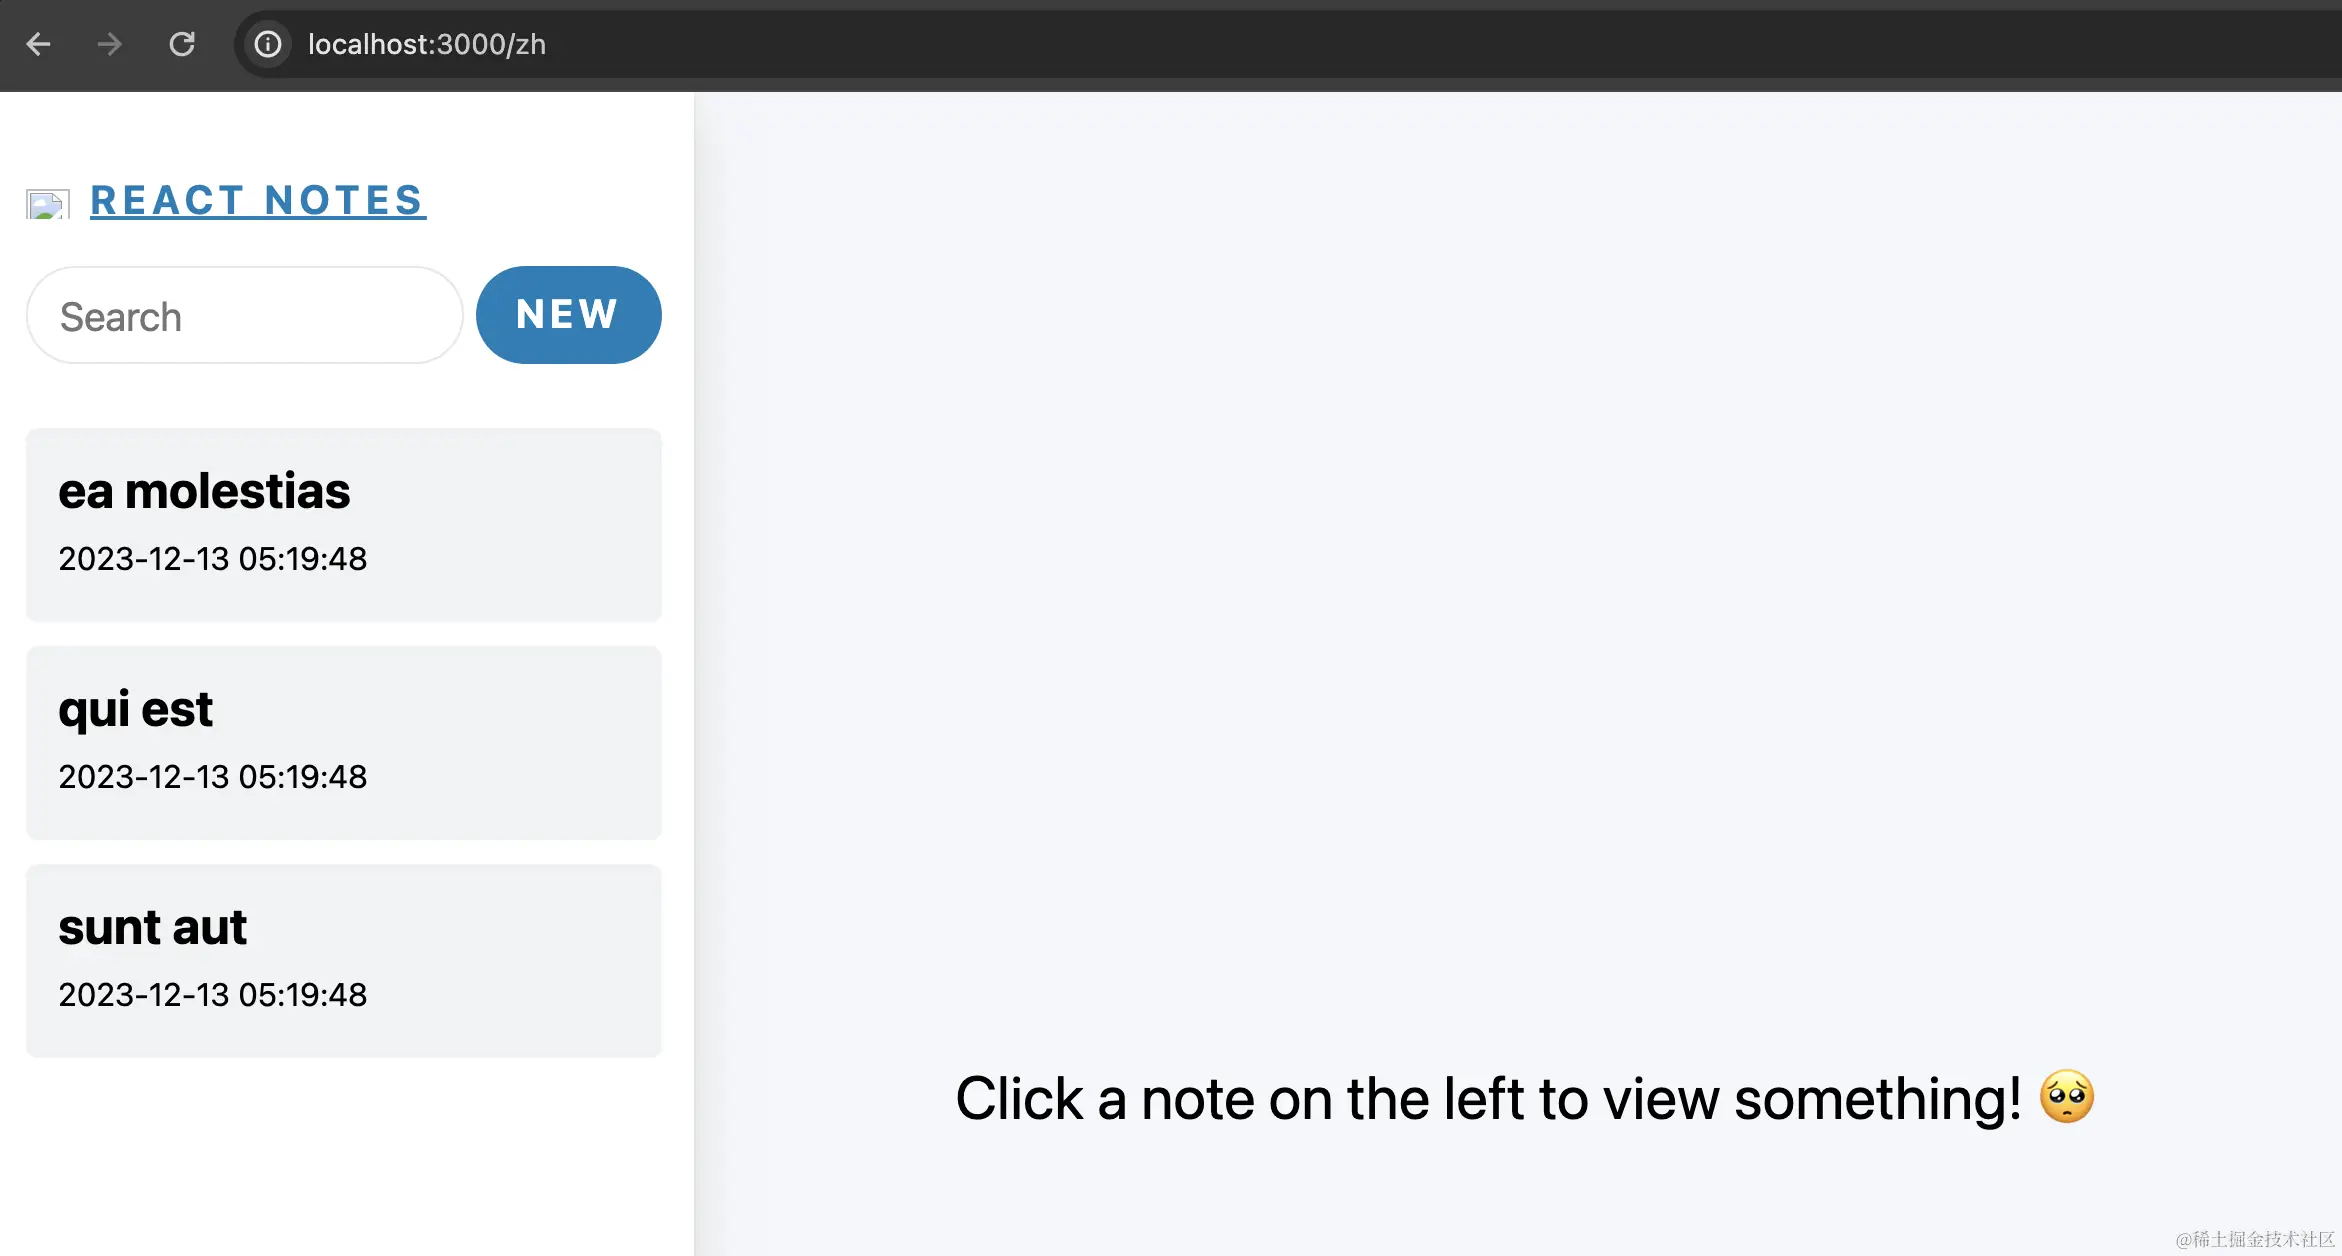 localhost:3000/zh
REACT NOTES
Search
NEW
ea molestias
2023-12-13 05:19:48
qui est
2023-12-13 05:19:48
sunt aut
2023-12-13 05:19:48
Click a note on the left to view something! 🥺
@稀土掘金技术社区